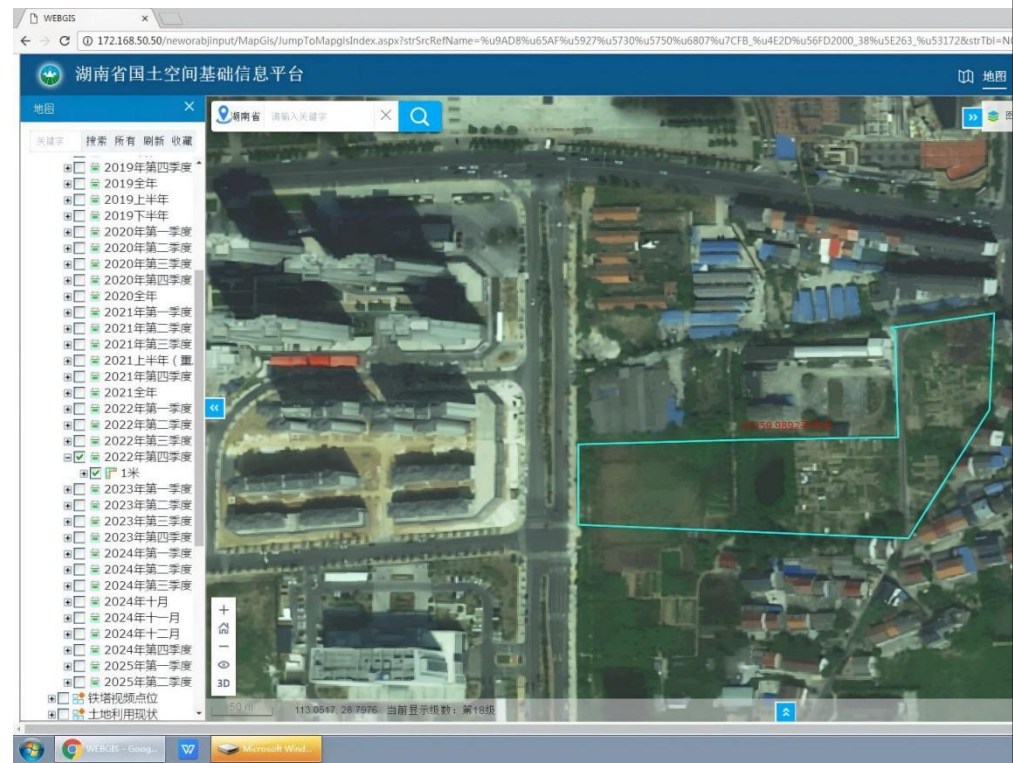 WEBGIS
172.168.50.50/neworabjinput/MapGis/JumpToMapgisIndex.aspx?strSrcRefName=%u9AD8%u65AF%u5927%u5730%u5750%u6807%u7CFB_%u4E2D%u56FD2000_38%u5E263_%u53172&strTbl=N
湖南省国土空间基础信息平台
地图
地图
湖南省 请输入关键字
关键字 搜索 所有 刷新 收藏
2019年第四季度
2019全年
2019上半年
2019下半年
2020年第一季度
2020年第二季度
2020年第三季度
2020年第四季度
2020全年
2021年第一季度
2021年第二季度
2021年第三季度
2021上半年（重
2021年第四季度
2021全年
2022年第一季度
2022年第二季度
2022年第三季度
2022年第四季度
1米
2023年第一季度
2023年第二季度
2023年第三季度
2023年第四季度
2024年第一季度
2024年第二季度
2024年第三季度
2024年十月
2024年十一月
2024年十二月
2024年第四季度
2025年第一季度
2025年第二季度
铁塔视频点位
土地利用现状
3D
50 m
113.0517, 28.7976 当前显示级数：第18级
WEBGIS - Goog...
Microsoft Wind...